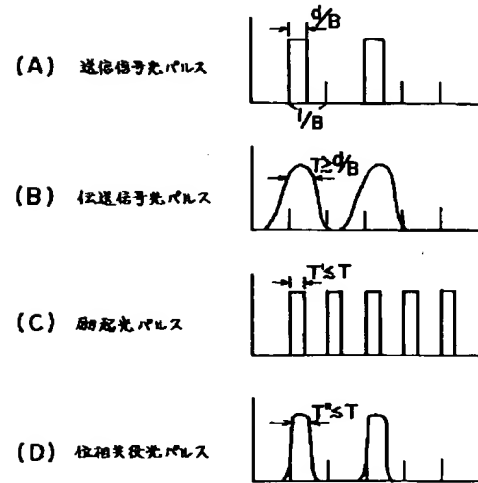 d/B
(A) 送信信号光パルス
1/B
T≧d/B
(B) 伝送信号光パルス
T'≦T
(C) 励起光パルス
T"≦T
(D) 位相共役光パルス